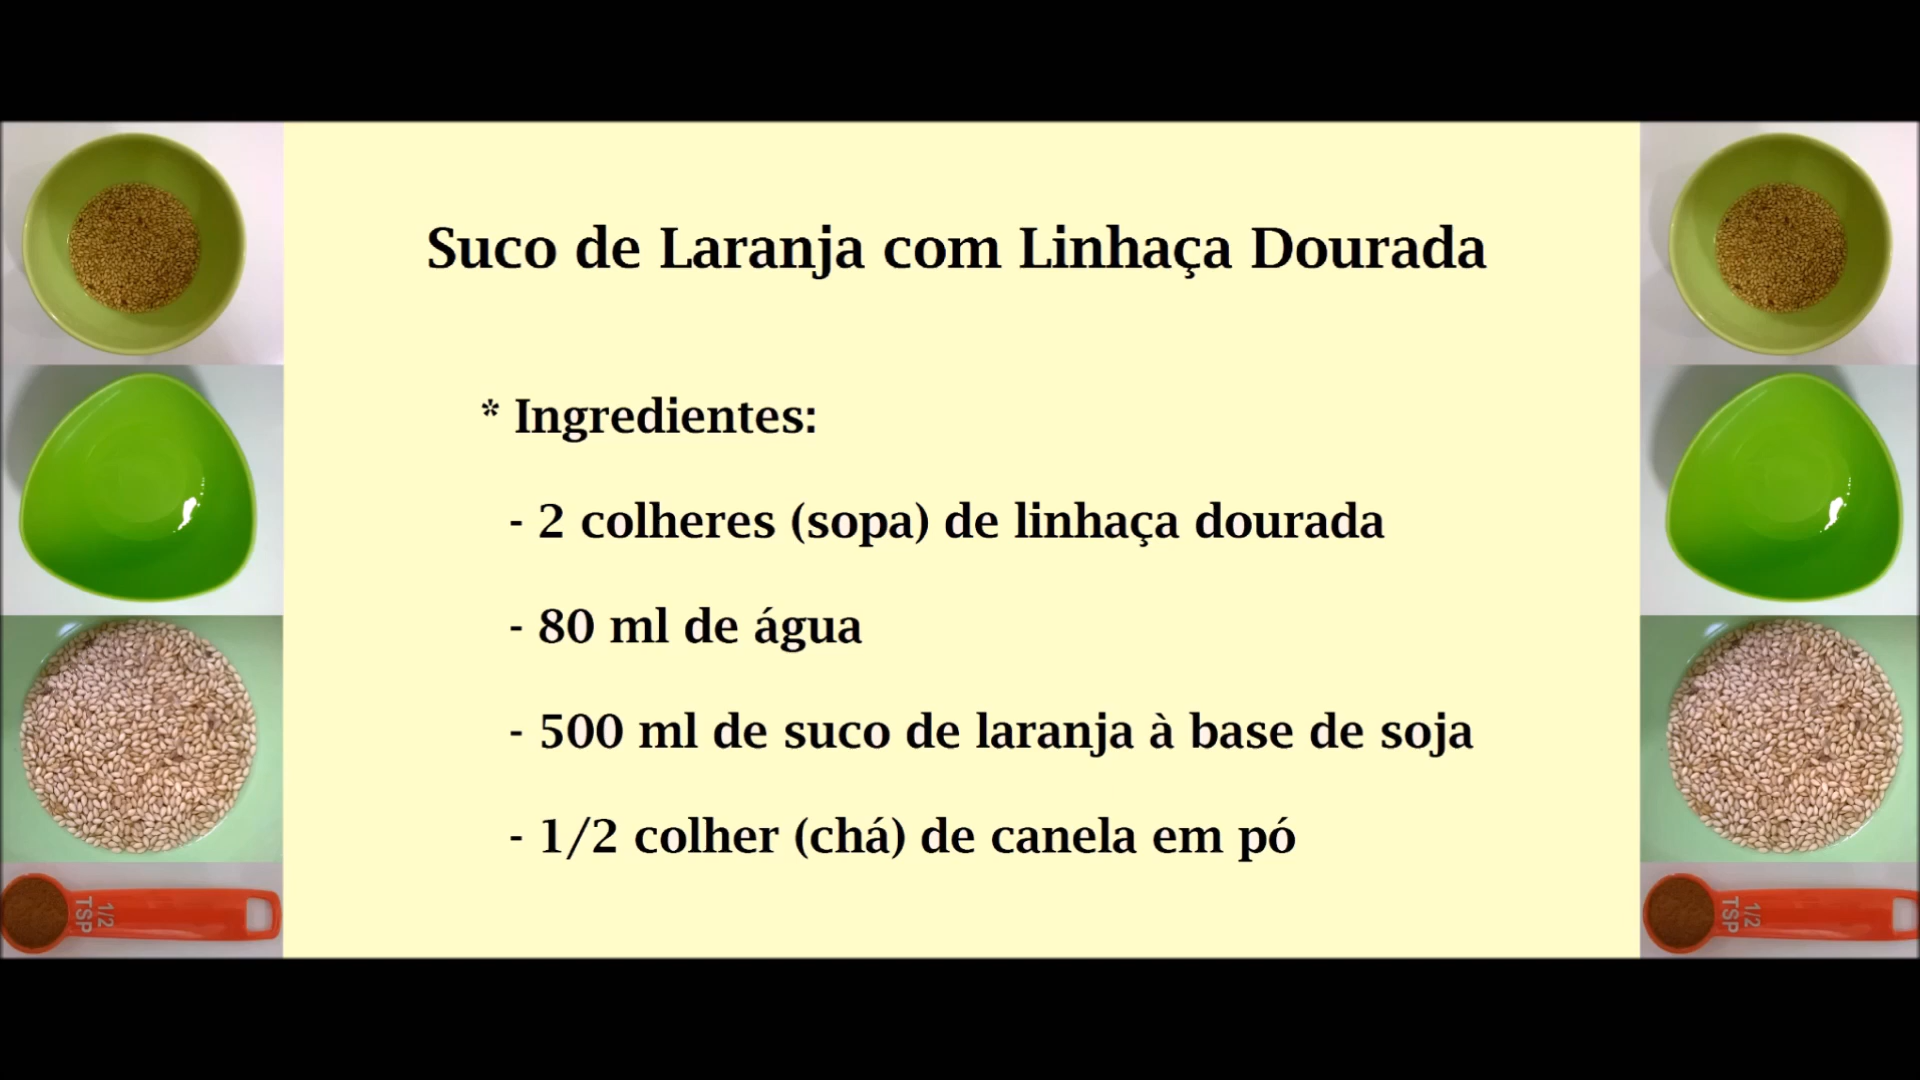 Suco de Laranja com Linhaça Dourada
* Ingredientes:
- 2 colheres (sopa) de linhaça dourada
- 80 ml de água
- 500 ml de suco de laranja à base de soja
- 1/2 colher (chá) de canela em pó
1/2
TSP
1/2
TSP